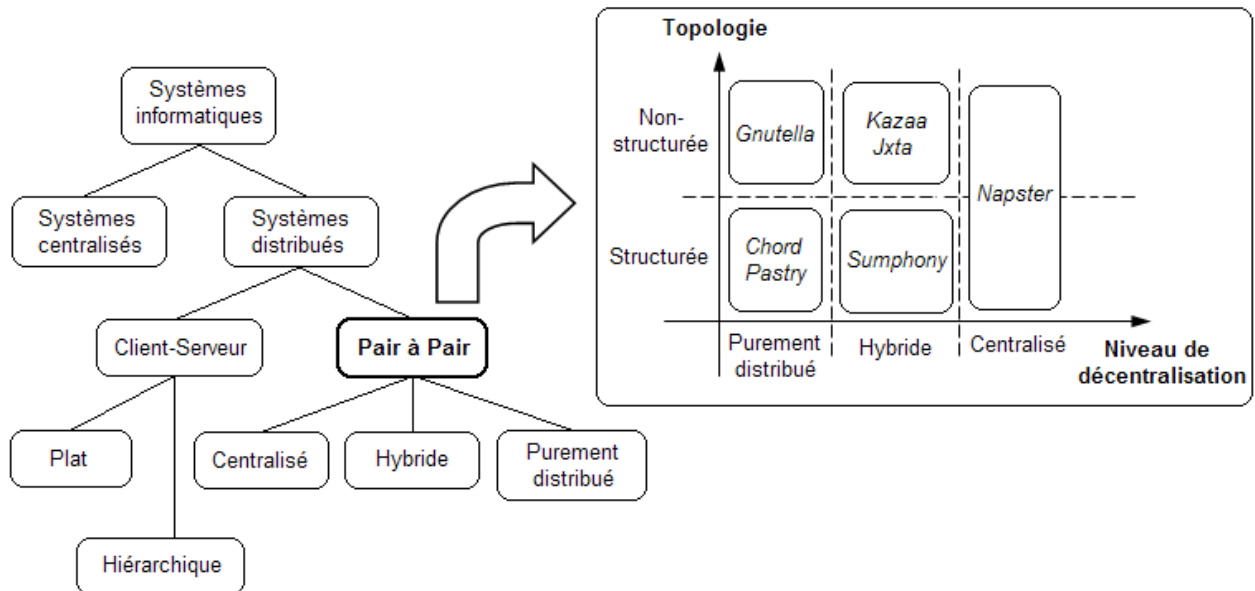 Systèmes
informatiques
Systèmes
centralisés
Systèmes
distribués
Client-Serveur
Pair à Pair
Plat
Centralisé
Hybride
Purement
distribué
Hiérarchique
Topologie
Non-
structurée
Gnutella
Kazaa
Jxta
Napster
Structurée
Chord
Pastry
Sumphony
Purement
distribué
Hybride
Centralisé
Niveau de
décentralisation